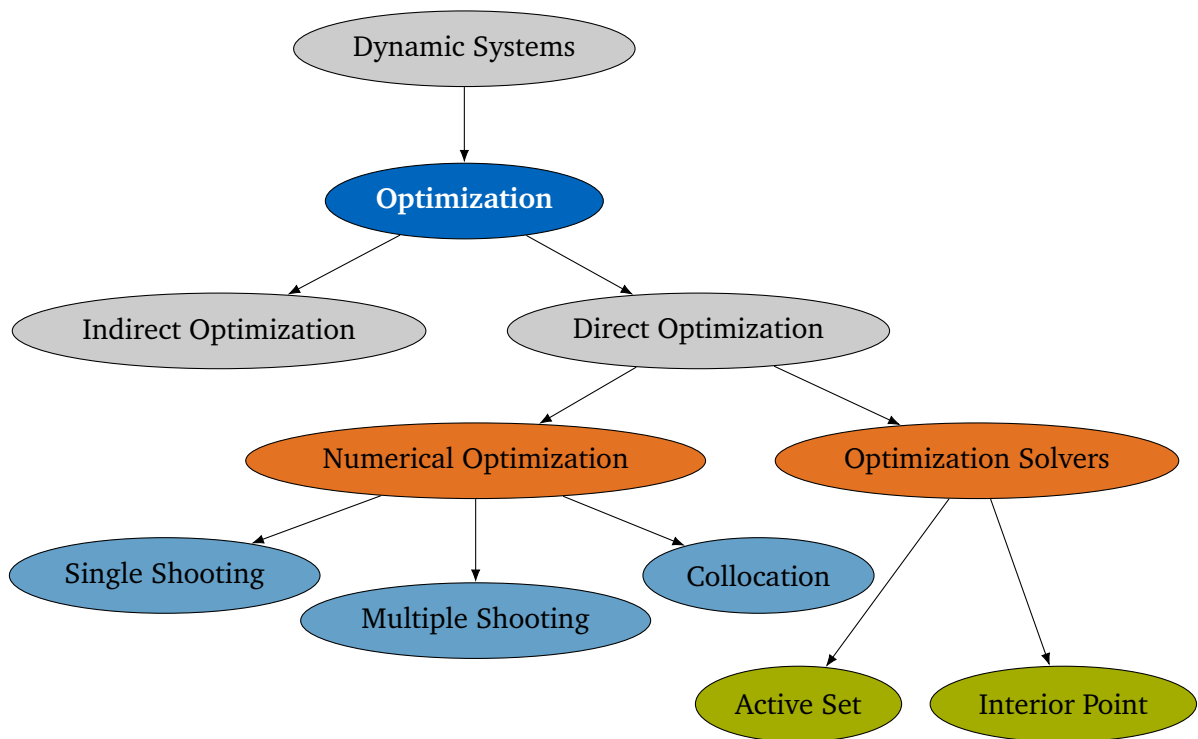 Dynamic Systems
Optimization
Indirect Optimization
Direct Optimization
Numerical Optimization
Optimization Solvers
Single Shooting
Multiple Shooting
Collocation
Active Set
Interior Point